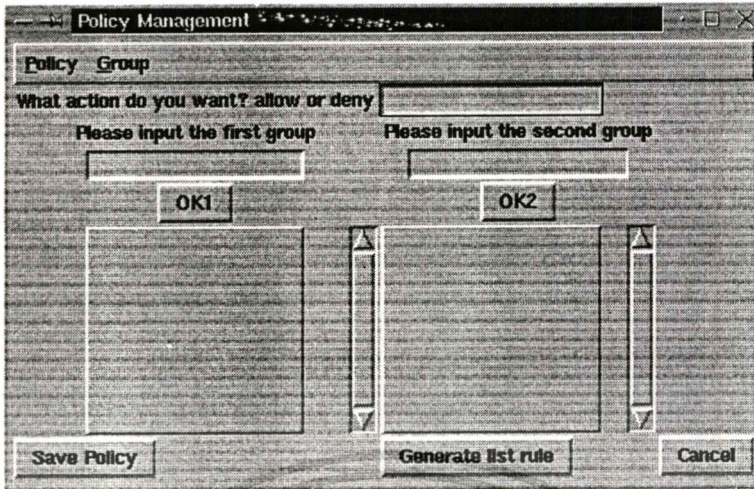 Policy Management
Policy Group
What action do you want? allow or deny
Please input the first group Please input the second group
OK1 OK2
Save Policy Generate list rule Cancel